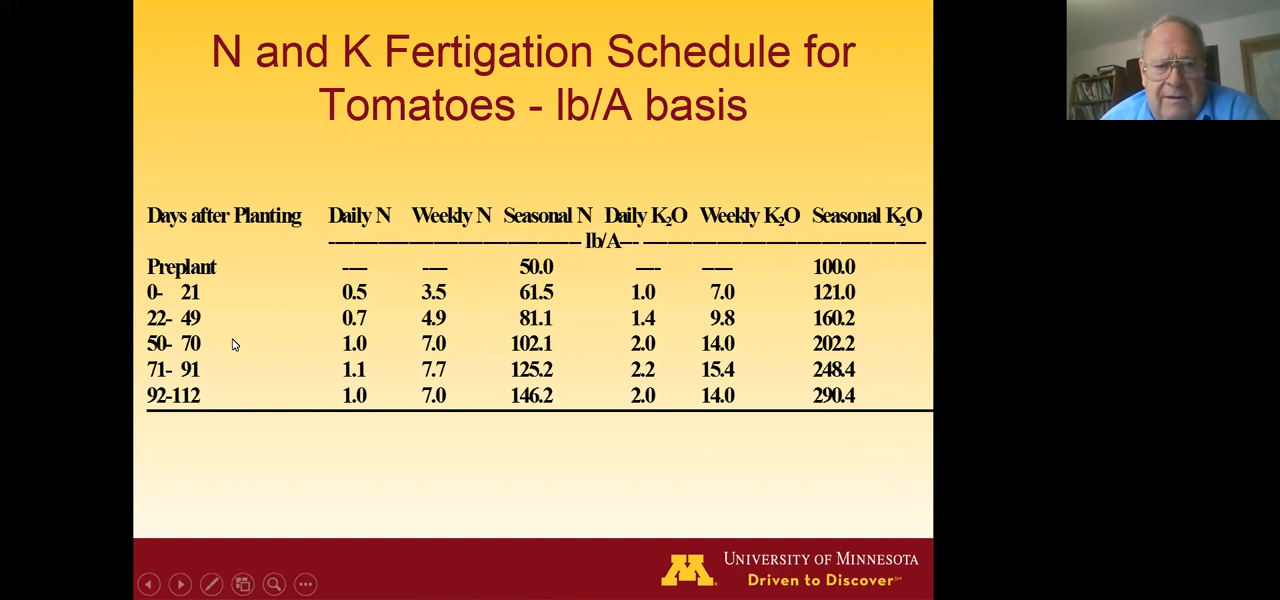 N and K Fertigation Schedule for
Tomatoes - lb/A basis
Days after Planting Daily N Weekly N Seasonal N Daily K₂O Weekly K₂O Seasonal K₂O
-------------------- lb/A-- --------------------
Preplant ---- ---- 50.0 ---- ---- 100.0
0- 21 0.5 3.5 61.5 1.0 7.0 121.0
22- 49 0.7 4.9 81.1 1.4 9.8 160.2
50- 70 1.0 7.0 102.1 2.0 14.0 202.2
71- 91 1.1 7.7 125.2 2.2 15.4 248.4
92-112 1.0 7.0 146.2 2.0 14.0 290.4
M
UNIVERSITY OF MINNESOTA
Driven to Discover℠